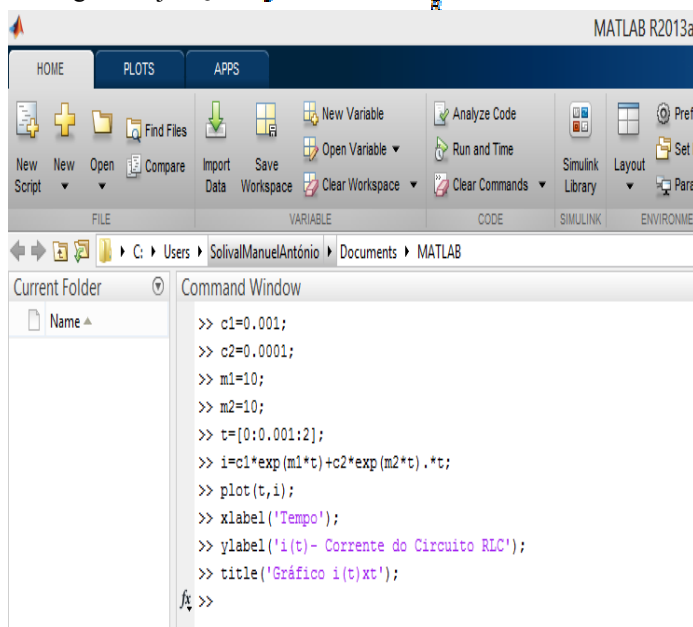 MATLAB R2013a
HOME PLOTS APPS
New Script
New
Open
Find Files
Compare
Import Data
Save Workspace
New Variable
Open Variable
Clear Workspace
Analyze Code
Run and Time
Clear Commands
Simulink Library
Layout
Pref
Set
Para
FILE VARIABLE CODE SIMULINK ENVIRONME
C: Users SolivalManuelAntónio Documents MATLAB
Current Folder
Name
Command Window
>> c1=0.001;
>> c2=0.0001;
>> m1=10;
>> m2=10;
>> t=[0:0.001:2];
>> i=c1*exp(m1*t)+c2*exp(m2*t).*t;
>> plot(t,i);
>> xlabel('Tempo');
>> ylabel('i(t)- Corrente do Circuito RLC');
>> title('Gráfico i(t)xt');
fx >>